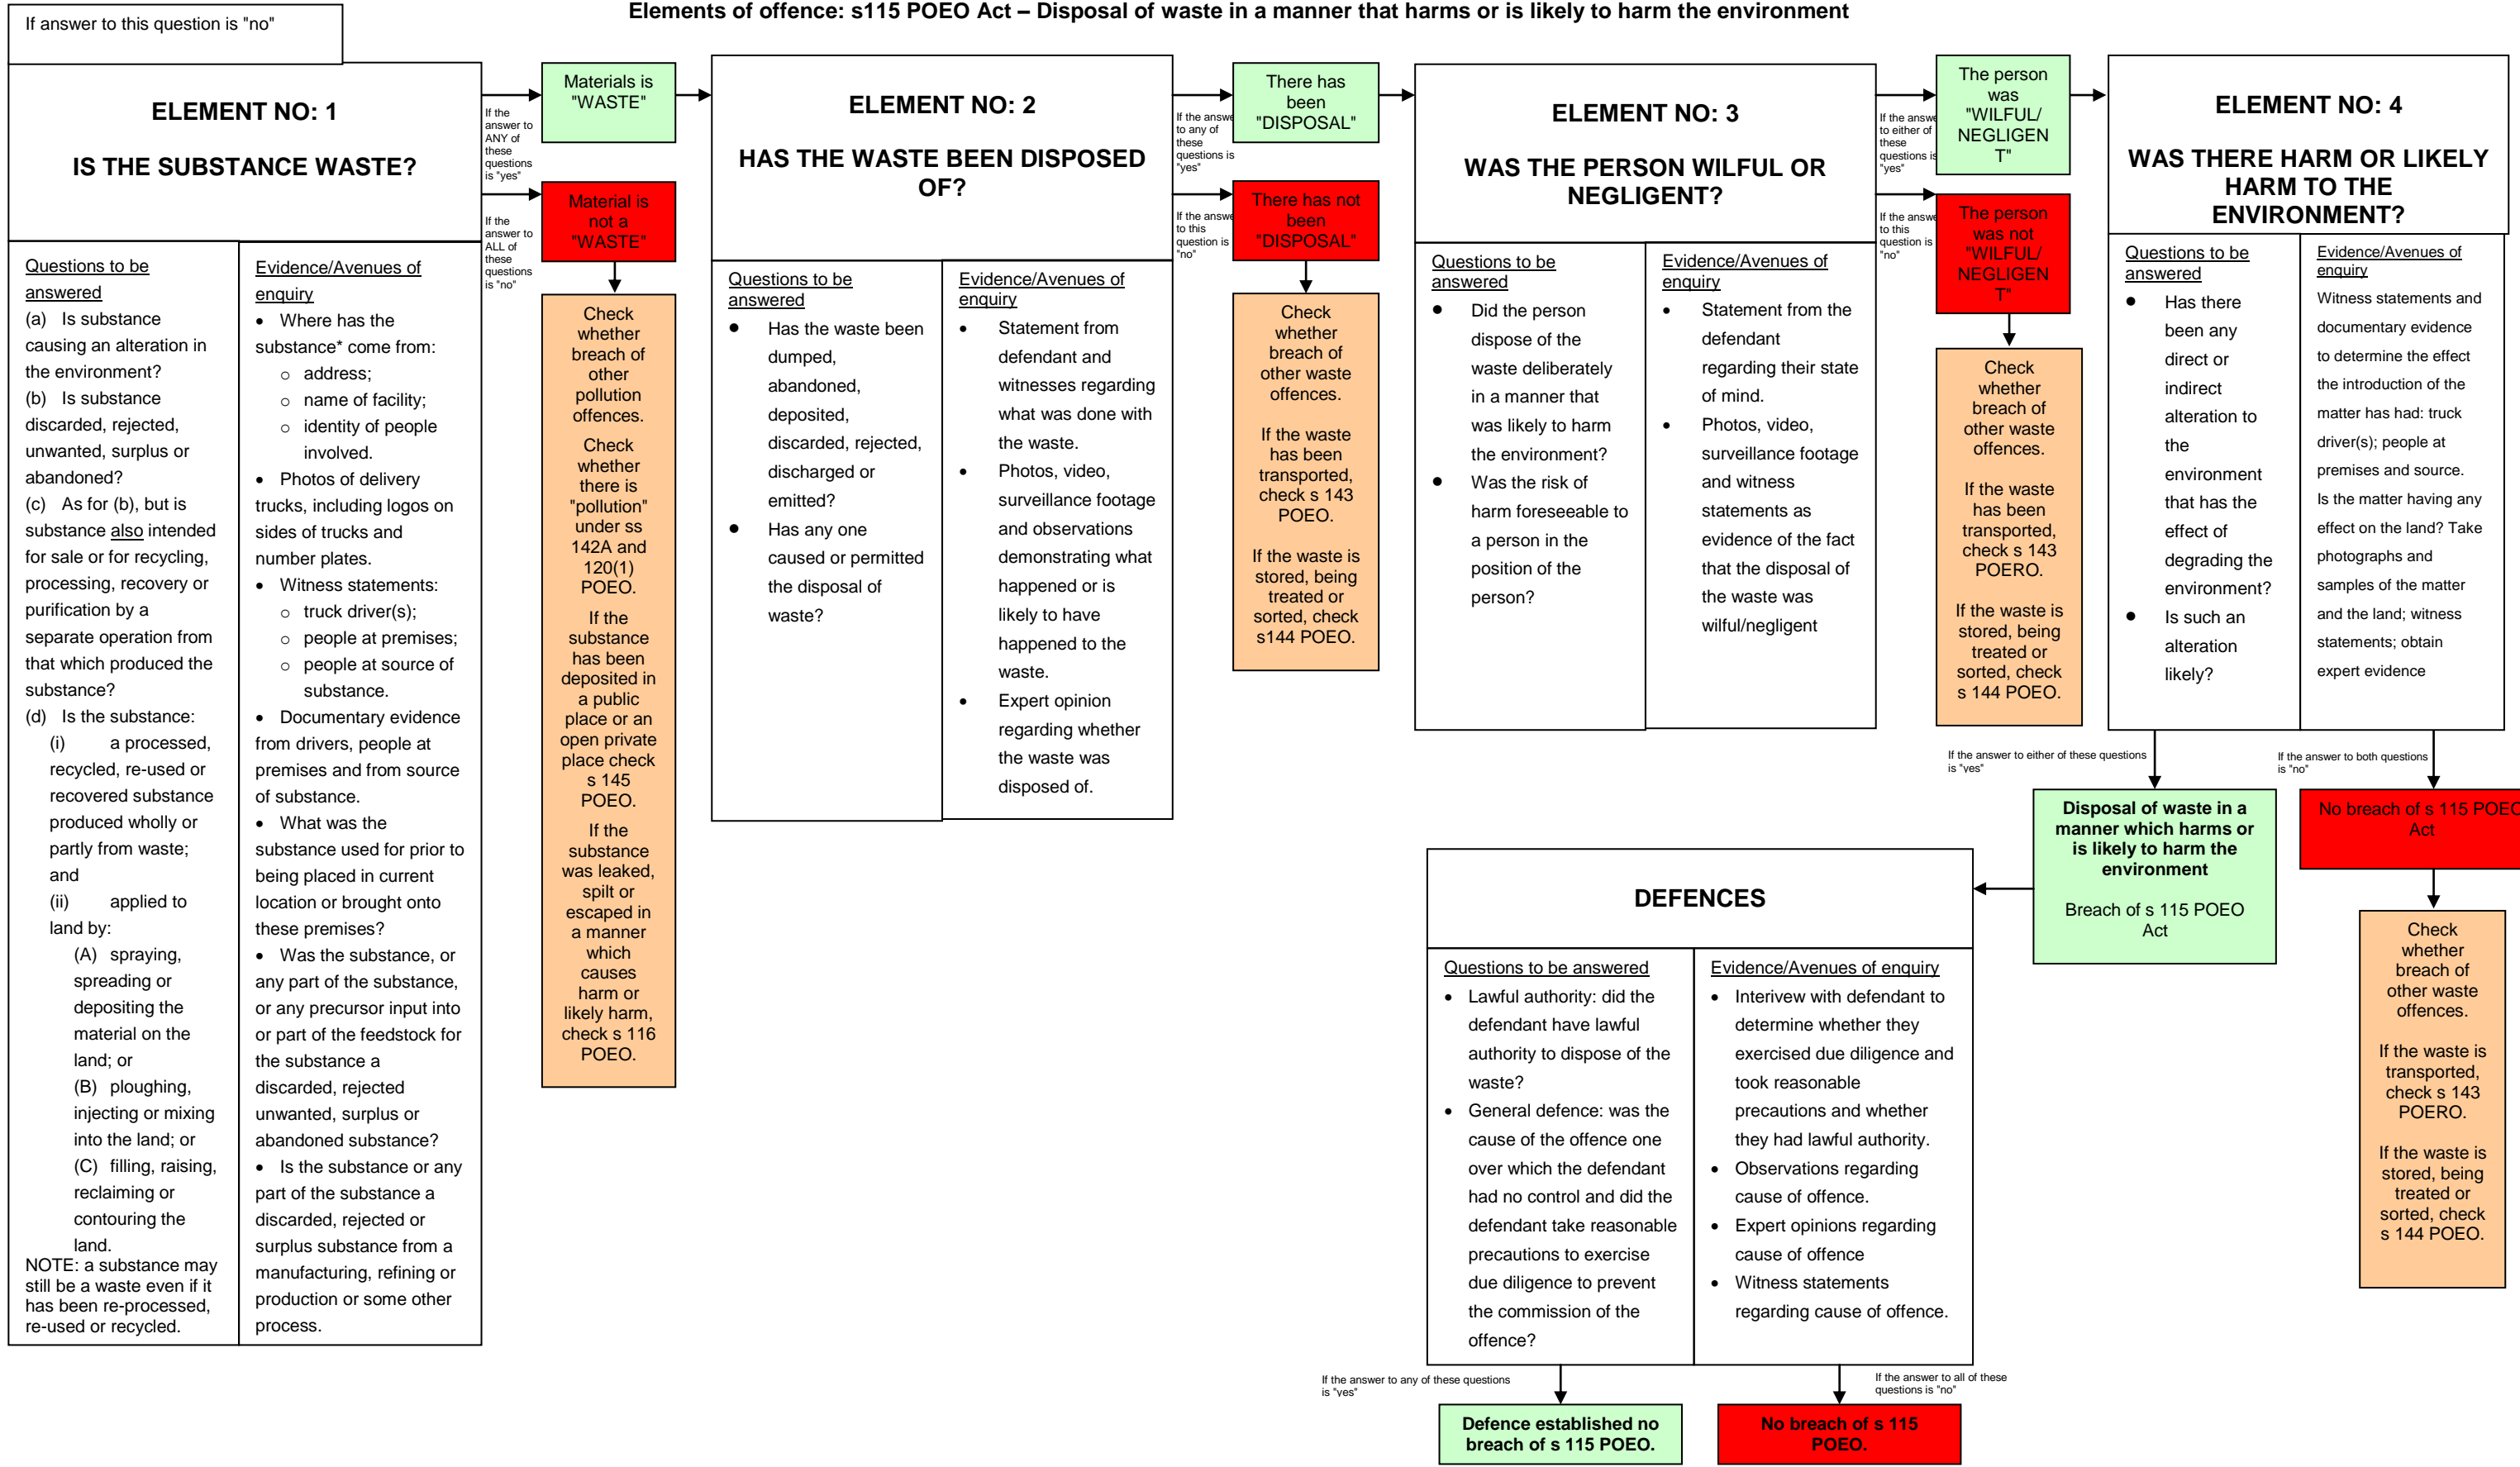 Elements of offence: s115 POEO Act – Disposal of waste in a manner that harms or is likely to harm the environment
If answer to this question is "no"
ELEMENT NO: 1
IS THE SUBSTANCE WASTE?
Questions to be
answered
(a) Is substance
causing an alteration in
the environment?
(b) Is substance
discarded, rejected,
unwanted, surplus or
abandoned?
(c) As for (b), but is
substance also intended
for sale or for recycling,
processing, recovery or
purification by a
separate operation from
that which produced the
substance?
(d) Is the substance:
(i) a processed,
recycled, re-used or
recovered substance
produced wholly or
partly from waste;
and
(ii) applied to
land by:
(A) spraying,
spreading or
depositing the
material on the
land; or
(B) ploughing,
injecting or mixing
into the land; or
(C) filling, raising,
reclaiming or
contouring the
land.
NOTE: a substance may
still be a waste even if it
has been re-processed,
re-used or recycled.
Evidence/Avenues of
enquiry
• Where has the
substance* come from:
o address;
o name of facility;
o identity of people
involved.
• Photos of delivery
trucks, including logos on
sides of trucks and
number plates.
• Witness statements:
o truck driver(s);
o people at premises;
o people at source of
substance.
• Documentary evidence
from drivers, people at
premises and from source
of substance.
• What was the
substance used for prior to
being placed in current
location or brought onto
these premises?
• Was the substance, or
any part of the substance,
or any precursor input into
or part of the feedstock for
the substance a
discarded, rejected
unwanted, surplus or
abandoned substance?
• Is the substance or any
part of the substance a
discarded, rejected or
surplus substance from a
manufacturing, refining or
production or some other
process.
If the
answer to
ANY of
these
questions
is "yes"
If the
answer to
ALL of
these
questions
is "no"
Materials is
"WASTE"
Material is
not a
"WASTE"
Check
whether
breach of
other
pollution
offences.
Check
whether
there is
"pollution"
under ss
142A and
120(1)
POEO.
If the
substance
has been
deposited in
a public
place or an
open private
place check
s 145
POEO.
If the
substance
was leaked,
spilt or
escaped in
a manner
which
causes
harm or
likely harm,
check s 116
POEO.
ELEMENT NO: 2
HAS THE WASTE BEEN DISPOSED
OF?
Questions to be
answered
• Has the waste been
dumped,
abandoned,
deposited,
discarded, rejected,
discharged or
emitted?
• Has any one
caused or permitted
the disposal of
waste?
Evidence/Avenues of
enquiry
• Statement from
defendant and
witnesses regarding
what was done with
the waste.
• Photos, video,
surveillance footage
and observations
demonstrating what
happened or is
likely to have
happened to the
waste.
• Expert opinion
regarding whether
the waste was
disposed of.
If the answe
to any of
these
questions is
"yes"
If the answe
to this
question is
"no"
There has
been
"DISPOSAL"
There has not
been
"DISPOSAL"
Check
whether
breach of
other waste
offences.
If the waste
has been
transported,
check s 143
POEO.
If the waste is
stored, being
treated or
sorted, check
s144 POEO.
ELEMENT NO: 3
WAS THE PERSON WILFUL OR
NEGLIGENT?
Questions to be
answered
• Did the person
dispose of the
waste deliberately
in a manner that
was likely to harm
the environment?
• Was the risk of
harm foreseeable to
a person in the
position of the
person?
Evidence/Avenues of
enquiry
• Statement from the
defendant
regarding their state
of mind.
• Photos, video,
surveillance footage
and witness
statements as
evidence of the fact
that the disposal of
the waste was
wilful/negligent
If the answe
to either of
these
questions is
"yes"
If the answe
to this
question is
"no"
The person
was
"WILFUL/
NEGLIGEN
T"
The person
was not
"WILFUL/
NEGLIGEN
T"
Check
whether
breach of
other waste
offences.
If the waste
has been
transported,
check s 143
POERO.
If the waste is
stored, being
treated or
sorted, check
s 144 POEO.
ELEMENT NO: 4
WAS THERE HARM OR LIKELY
HARM TO THE
ENVIRONMENT?
Questions to be
answered
• Has there
been any
direct or
indirect
alteration to
the
environment
that has the
effect of
degrading the
environment?
• Is such an
alteration
likely?
Evidence/Avenues of
enquiry
Witness statements and
documentary evidence
to determine the effect
the introduction of the
matter has had: truck
driver(s); people at
premises and source.
Is the matter having any
effect on the land? Take
photographs and
samples of the matter
and the land; witness
statements; obtain
expert evidence
If the answer to either of these questions
is "yes"
If the answer to both questions
is "no"
Disposal of waste in a
manner which harms or
is likely to harm the
environment
Breach of s 115 POEO
Act
No breach of s 115 POEO
Act
Check
whether
breach of
other waste
offences.
If the waste is
transported,
check s 143
POERO.
If the waste is
stored, being
treated or
sorted, check
s 144 POEO.
DEFENCES
Questions to be answered
• Lawful authority: did the
defendant have lawful
authority to dispose of the
waste?
• General defence: was the
cause of the offence one
over which the defendant
had no control and did the
defendant take reasonable
precautions to exercise
due diligence to prevent
the commission of the
offence?
Evidence/Avenues of enquiry
• Interivew with defendant to
determine whether they
exercised due diligence and
took reasonable
precautions and whether
they had lawful authority.
• Observations regarding
cause of offence.
• Expert opinions regarding
cause of offence
• Witness statements
regarding cause of offence.
If the answer to any of these questions
is "yes"
If the answer to all of these
questions is "no"
Defence established no
breach of s 115 POEO.
No breach of s 115
POEO.